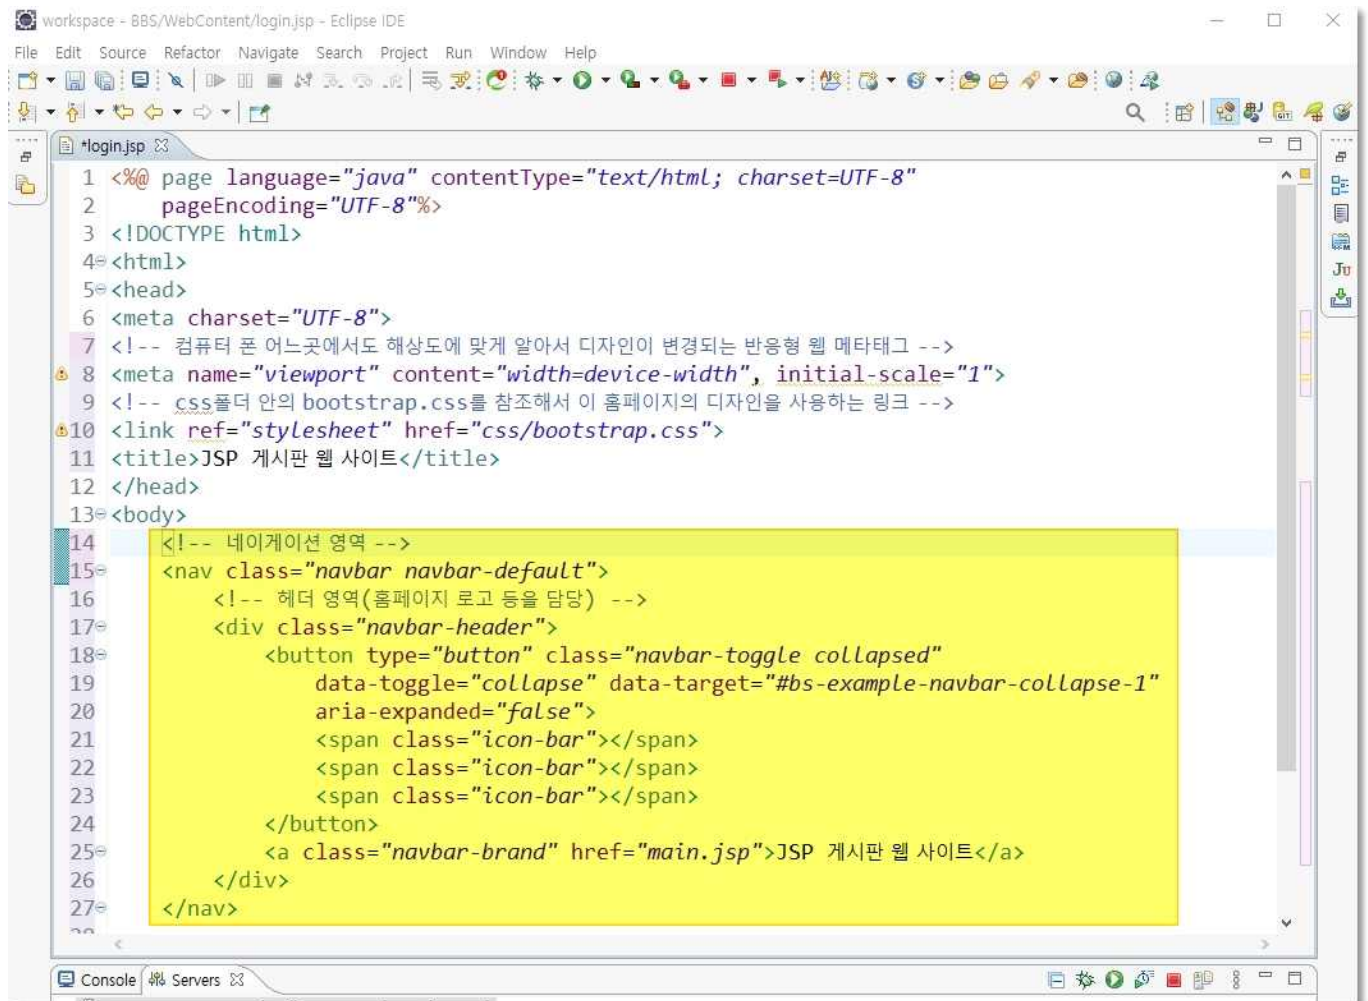 workspace - BBS/WebContent/login.jsp - Eclipse IDE
File Edit Source Refactor Navigate Search Project Run Window Help
*login.jsp
1 <%@ page language="java" contentType="text/html; charset=UTF-8"
2 pageEncoding="UTF-8"%>
3 <!DOCTYPE html>
4 <html>
5 <head>
6 <meta charset="UTF-8">
7 <!-- 컴퓨터 폰 어느곳에서도 해상도에 맞게 알아서 디자인이 변경되는 반응형 웹 메타태그 -->
8 <meta name="viewport" content="width=device-width", initial-scale="1">
9 <!-- css폴더 안의 bootstrap.css를 참조해서 이 홈페이지의 디자인을 사용하는 링크 -->
10 <link ref="stylesheet" href="css/bootstrap.css">
11 <title>JSP 게시판 웹 사이트</title>
12 </head>
13 <body>
14 <!-- 네이게이션 영역 -->
15 <nav class="navbar navbar-default">
16 <!-- 헤더 영역(홈페이지 로고 등을 담당) -->
17 <div class="navbar-header">
18 <button type="button" class="navbar-toggle collapsed"
19 data-toggle="collapse" data-target="#bs-example-navbar-collapse-1"
20 aria-expanded="false">
21 <span class="icon-bar"></span>
22 <span class="icon-bar"></span>
23 <span class="icon-bar"></span>
24 </button>
25 <a class="navbar-brand" href="main.jsp">JSP 게시판 웹 사이트</a>
26 </div>
27 </nav>
Console Servers